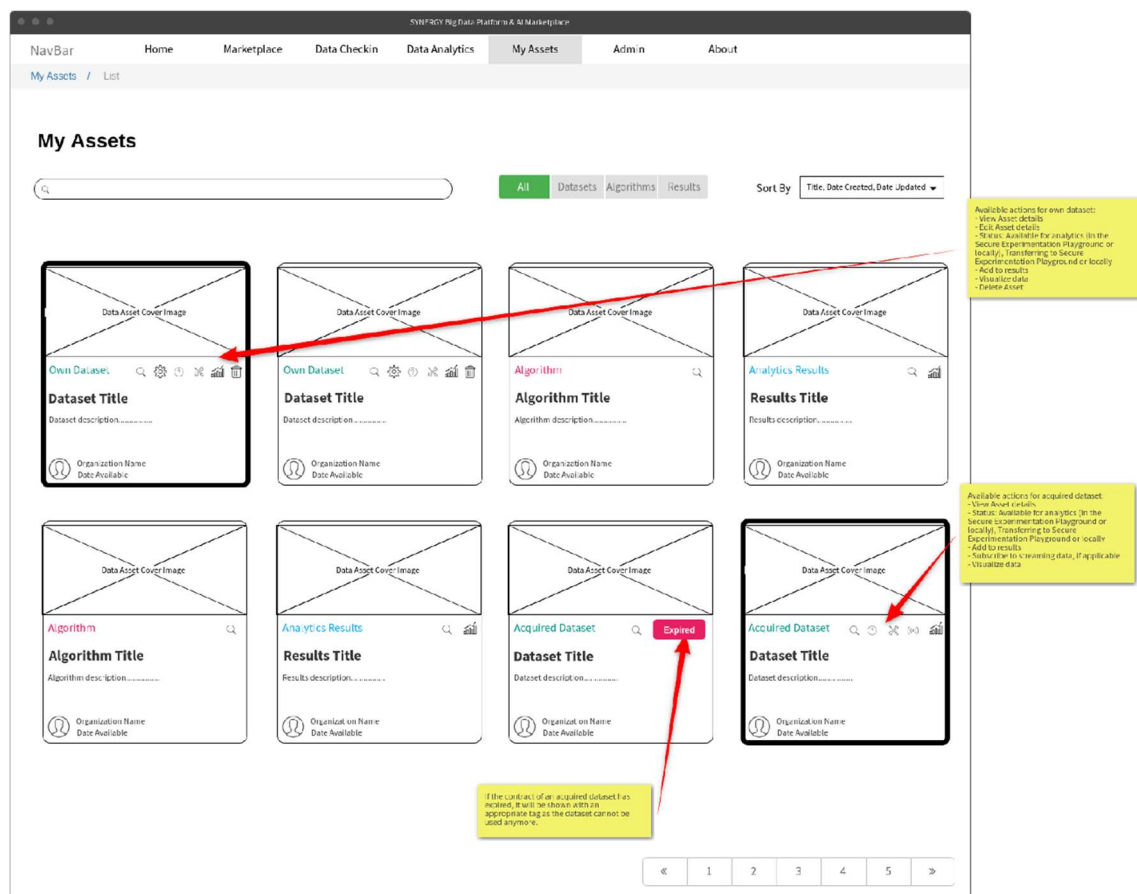 SYNERGY Big Data Platform & AI Marketplace
NavBar Home Marketplace Data Checkin Data Analytics My Assets Admin About
My Assets / List
My Assets
All Datasets Algorithms Results Sort By Title, Date Created, Date Updated
Available actions for own dataset:
- View Asset details
- Edit Asset details
- Status: Available for analytics (in the
Secure Experimentation Playground or
locally), Transferring to Secure
Experimentation Playground or locally
- Add to results
- Visualize data
- Delete Asset
Data Asset Cover Image
Own Dataset
Dataset Title
Dataset description.................
Organization Name
Date Available
Data Asset Cover Image
Own Dataset
Dataset Title
Dataset description.................
Organization Name
Date Available
Data Asset Cover Image
Algorithm
Algorithm Title
Algorithm description.................
Organization Name
Date Available
Data Asset Cover Image
Analytics Results
Results Title
Results description.................
Organization Name
Date Available
Available actions for acquired dataset:
- View Asset details
- Status: Available for analytics (in the
Secure Experimentation Playground or
locally), Transferring to Secure
Experimentation Playground or locally
- Add to results
- Subscribe to streaming data, if applicable
- Visualize data
Data Asset Cover Image
Algorithm
Algorithm Title
Algorithm description.................
Organization Name
Date Available
Data Asset Cover Image
Analytics Results
Results Title
Results description.................
Organization Name
Date Available
Data Asset Cover Image
Acquired Dataset Expired
Dataset Title
Dataset description.................
Organization Name
Date Available
Data Asset Cover Image
Acquired Dataset
Dataset Title
Dataset description.................
Organization Name
Date Available
If the contract of an acquired dataset has
expired, it will be shown with an
appropriate tag as the dataset cannot be
used anymore.
« 1 2 3 4 5 »